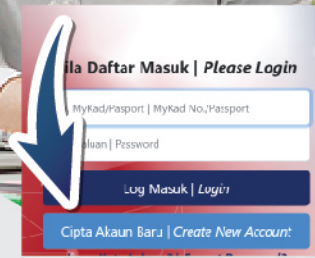 ila Daftar Masuk | Please Login
MyKad/Pasport | MyKad No./Passport
aluan | Password
Log Masuk | Login
Cipta Akaun Baru | Create New Account